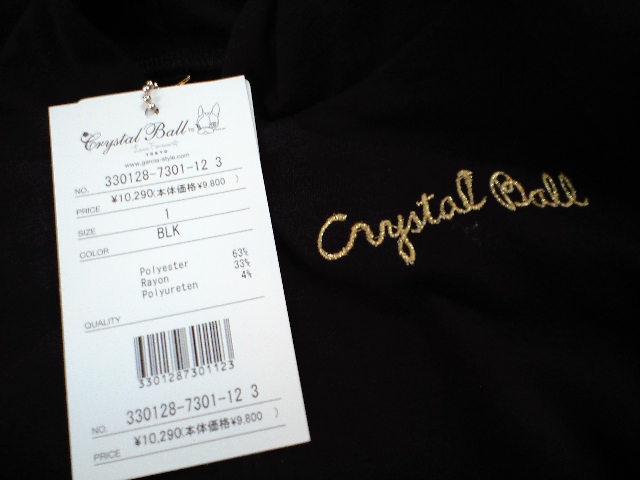 Crystal Ball by
TOKYO
www.garcia-style.com
NO. 330128-7301-12 3
PRICE ¥10,290(本体価格¥9,800 )
SIZE 1
COLOR BLK
Polyester 63%
Rayon 33%
Polyureten 4%
QUALITY
3301287301123
NO. 330128-7301-12 3
PRICE ¥10,290(本体価格¥9,800 )
Crystal Ball